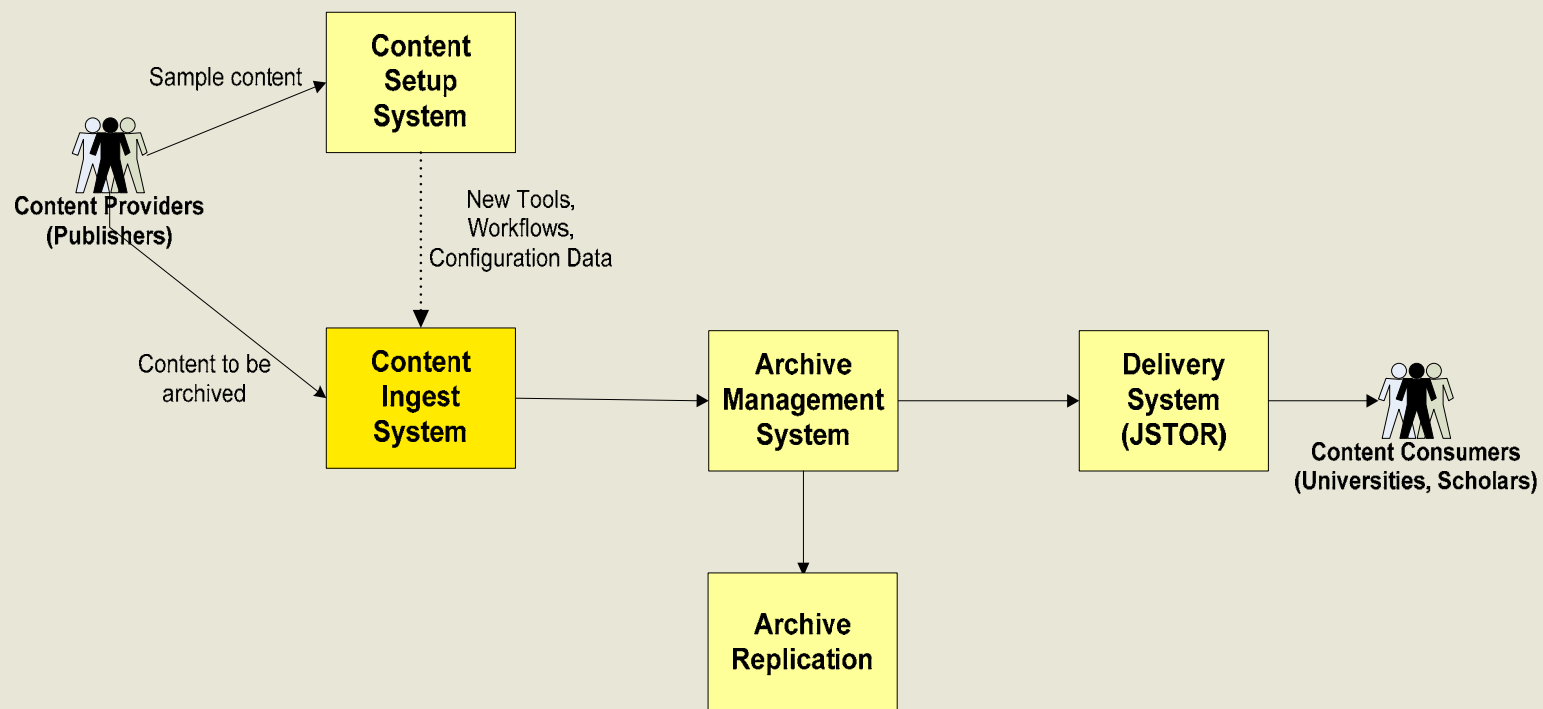 Content
Setup
System
Sample content
Content Providers
(Publishers)
New Tools,
Workflows,
Configuration Data
Content to be
archived
Content
Ingest
System
Archive
Management
System
Delivery
System
(JSTOR)
Content Consumers
(Universities, Scholars)
Archive
Replication